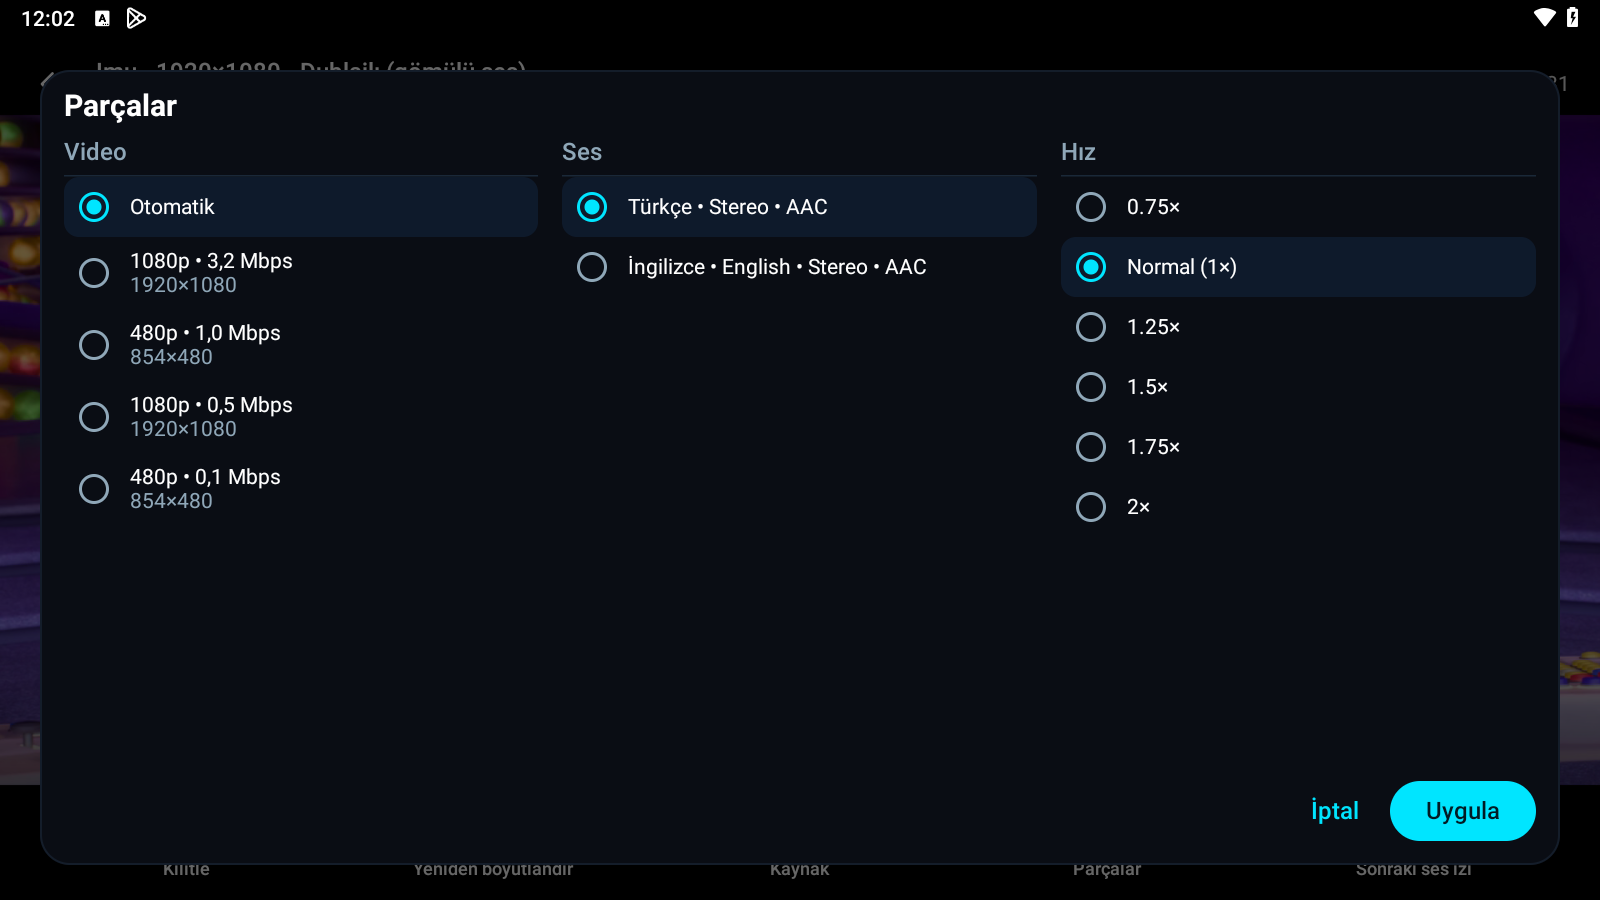 12:02
1920×1080
Parçalar
Video
Ses
Hız
Otomatik
1080p • 3,2 Mbps
1920×1080
480p • 1,0 Mbps
854×480
1080p • 0,5 Mbps
1920×1080
480p • 0,1 Mbps
854×480
Türkçe • Stereo • AAC
İngilizce • English • Stereo • AAC
0.75×
Normal (1×)
1.25×
1.5×
1.75×
2×
İptal
Uygula
Kilitle
Yeniden boyutlandır
Kaynak
Parçalar
Sonraki ses izi